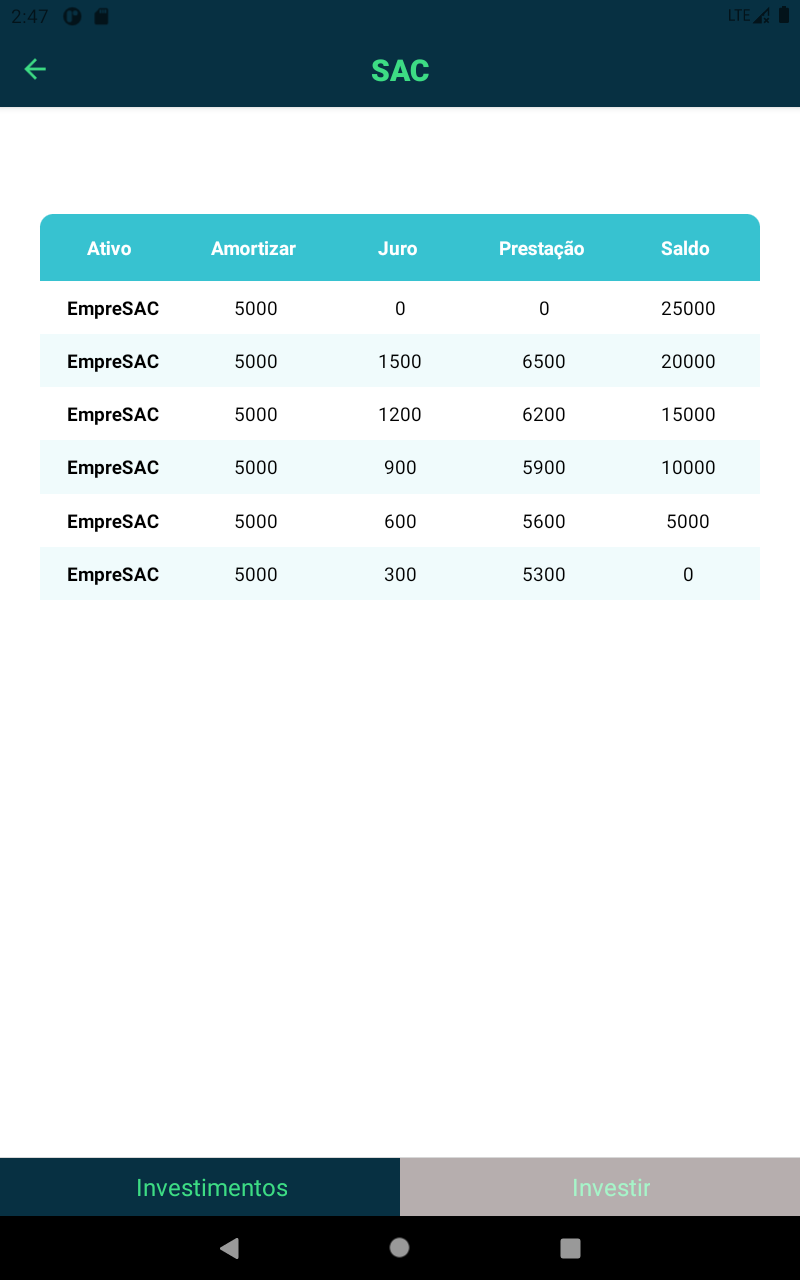 2:47 LTE
SAC
Ativo Amortizar Juro Prestação Saldo
EmpreSAC 5000 0 0 25000
EmpreSAC 5000 1500 6500 20000
EmpreSAC 5000 1200 6200 15000
EmpreSAC 5000 900 5900 10000
EmpreSAC 5000 600 5600 5000
EmpreSAC 5000 300 5300 0
Investimentos Investir